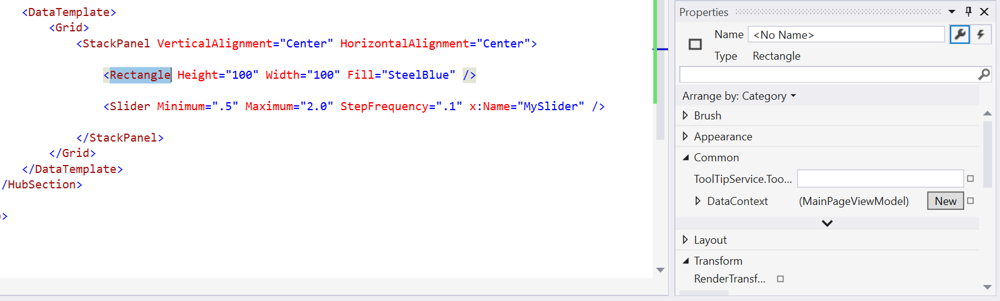 <DataTemplate>
<Grid>
<StackPanel VerticalAlignment="Center" HorizontalAlignment="Center">
<Rectangle Height="100" Width="100" Fill="SteelBlue" />
<Slider Minimum=".5" Maximum="2.0" StepFrequency=".1" x:Name="MySlider" />
</StackPanel>
</Grid>
</DataTemplate>
/HubSection>
>
Properties
Name <No Name>
Type Rectangle
Arrange by: Category
Brush
Appearance
Common
ToolTipService.Too...
DataContext (MainPageViewModel) New
Layout
Transform
RenderTransf...